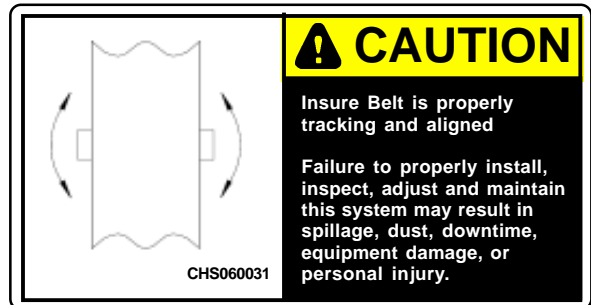 CAUTION
Insure Belt is properly
tracking and aligned
Failure to properly install,
inspect, adjust and maintain
this system may result in
spillage, dust, downtime,
equipment damage, or
personal injury.
CHS060031